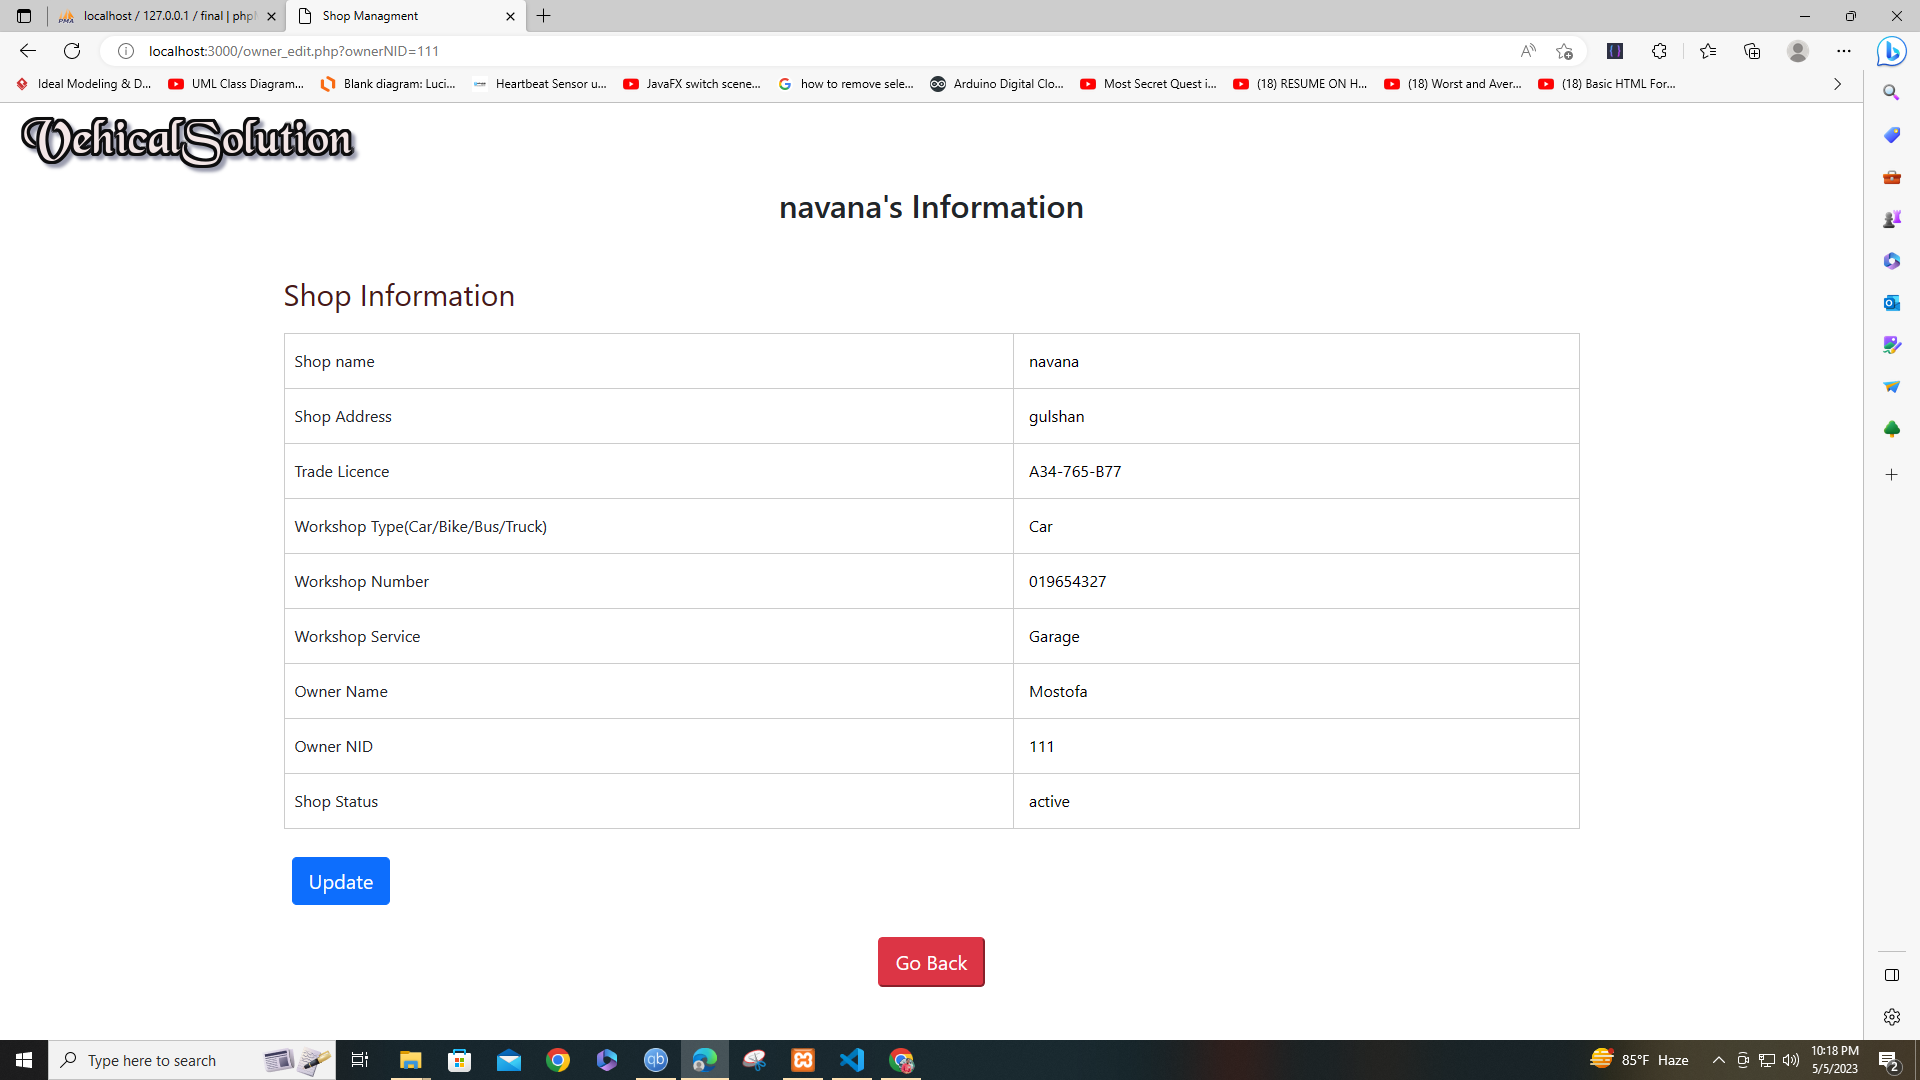 localhost / 127.0.0.1 / final | php
Shop Managment
localhost:3000/owner_edit.php?ownerNID=111
Ideal Modeling & D...
UML Class Diagram...
Blank diagram: Luci...
Heartbeat Sensor u...
JavaFX switch scene...
how to remove sele...
Arduino Digital Clo...
Most Secret Quest i...
(18) RESUME ON H...
(18) Worst and Aver...
(18) Basic HTML For...
VehicalSolution
navana's Information
Shop Information
Shop name navana
Shop Address gulshan
Trade Licence A34-765-B77
Workshop Type(Car/Bike/Bus/Truck) Car
Workshop Number 019654327
Workshop Service Garage
Owner Name Mostofa
Owner NID 111
Shop Status active
Update
Go Back
Type here to search
85°F Haze
10:18 PM
5/5/2023
2